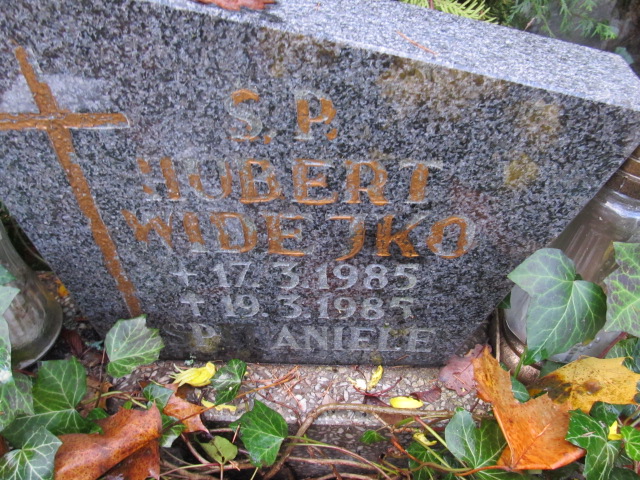 Ś. P.
HUBERT
WIDEJKO
+ 17.3.1985
† 19.3.1985
ANIELE